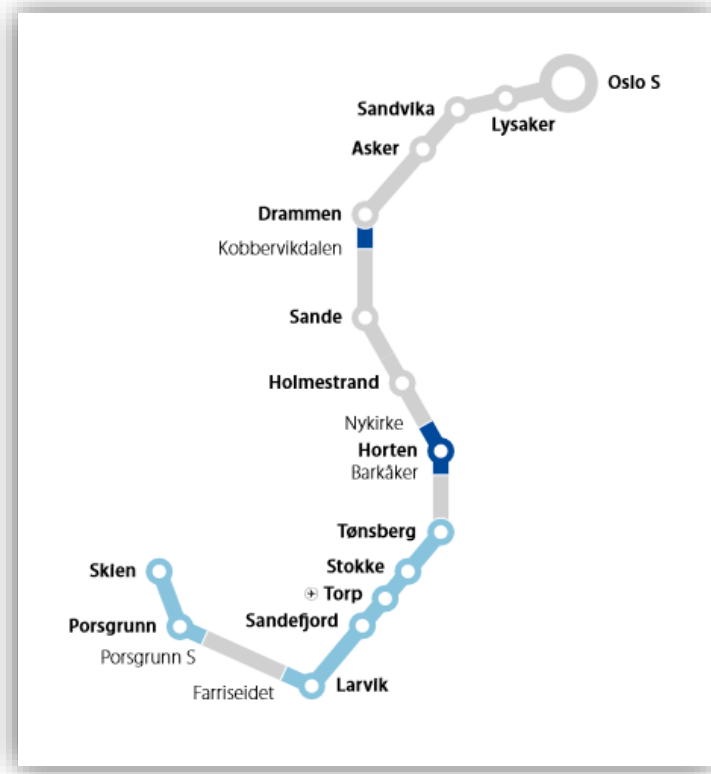 Oslo S
Sandvika
Lysaker
Asker
Drammen
Kobbervikdalen
Sande
Holmestrand
Nykirke
Horten
Barkåker
Tønsberg
Stokke
Torp
Sandefjord
Skien
Porsgrunn
Porsgrunn S
Farriseidet
Larvik